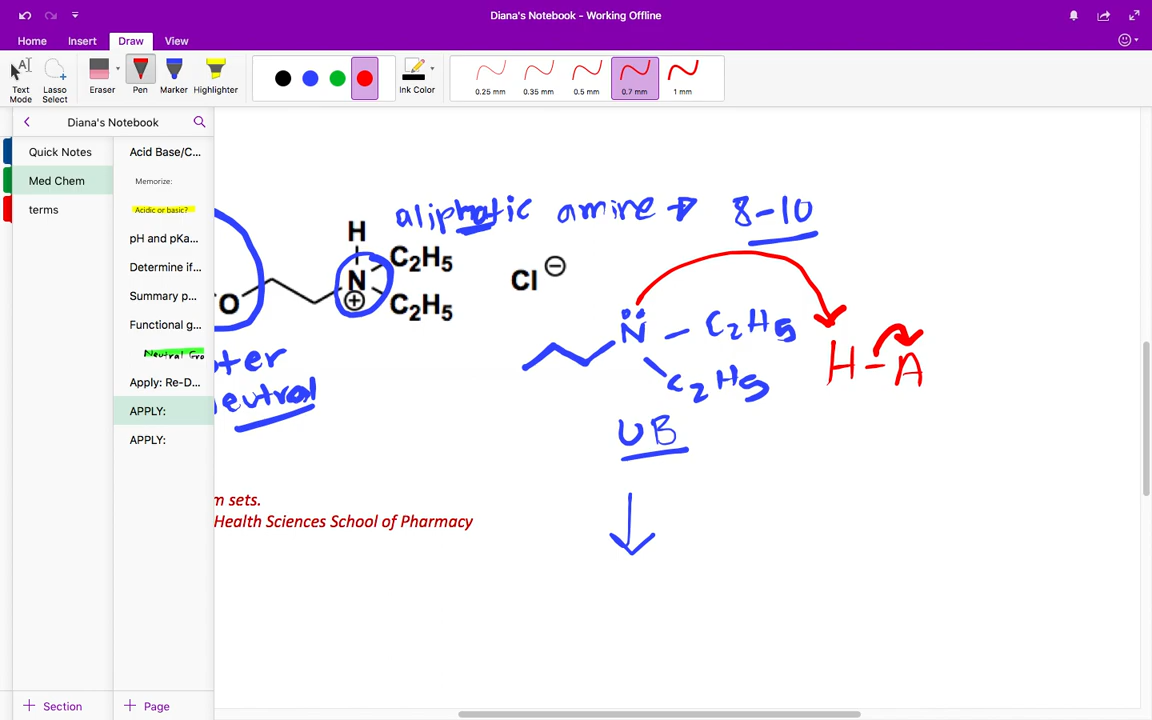 Diana's Notebook - Working Offline
Home Insert Draw View
Text Mode
Lasso Select
Eraser
Pen
Marker
Highlighter
Ink Color
0.25 mm
0.35 mm
0.5 mm
0.7 mm
1 mm
Diana's Notebook
Quick Notes
Med Chem
terms
Acid Base/C...
Memorize:
Acidic or basic?
pH and pKa...
Determine if...
Summary p...
Functional g...
Neutral Gro
Apply: Re-D...
APPLY:
APPLY:
+ Section
+ Page
aliphatic amine → 8-10
H
N
⊕
C2H5
C2H5
O
Cl ⊖
ter
eutral
N - C2H5
C2H5
H - A
UB
m sets.
Health Sciences School of Pharmacy